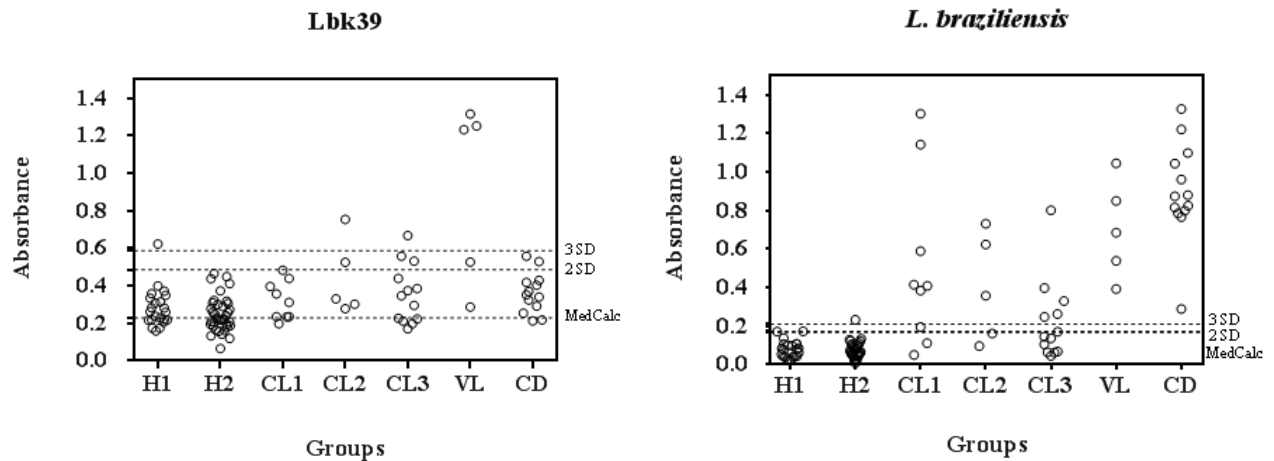 Lbk39
Absorbance
1.4
1.2
1.0
0.8
0.6
0.4
0.2
0.0
3SD
2SD
MedCalc
H1 H2 CL1 CL2 CL3 VL CD
Groups
L. braziliensis
Absorbance
1.4
1.2
1.0
0.8
0.6
0.4
0.2
0.0
3SD
2SD
MedCalc
H1 H2 CL1 CL2 CL3 VL CD
Groups